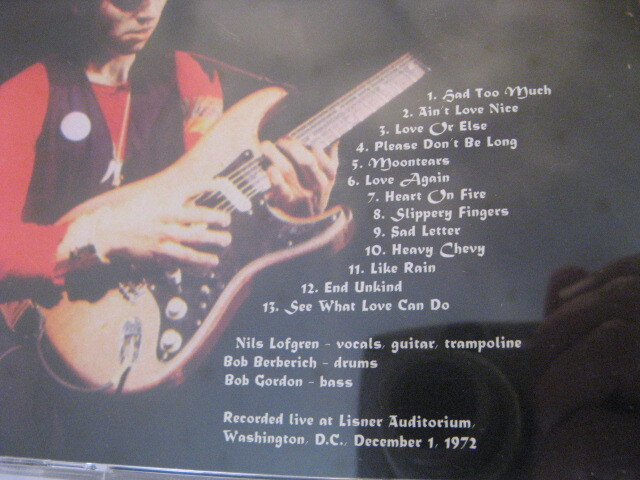 1. Had Too Much
2. Ain't Love Nice
3. Love Or Else
4. Please Don't Be Long
5. Moontears
6. Love Again
7. Heart On Fire
8. Slippery Fingers
9. Sad Letter
10. Heavy Chevy
11. Like Rain
12. End Unkind
13. See What Love Can Do
Nils Lofgren - vocals, guitar, trampoline
Bob Berberich - drums
Bob Gordon - bass
Recorded live at Lisner Auditorium,
Washington, D.C., December 1, 1972